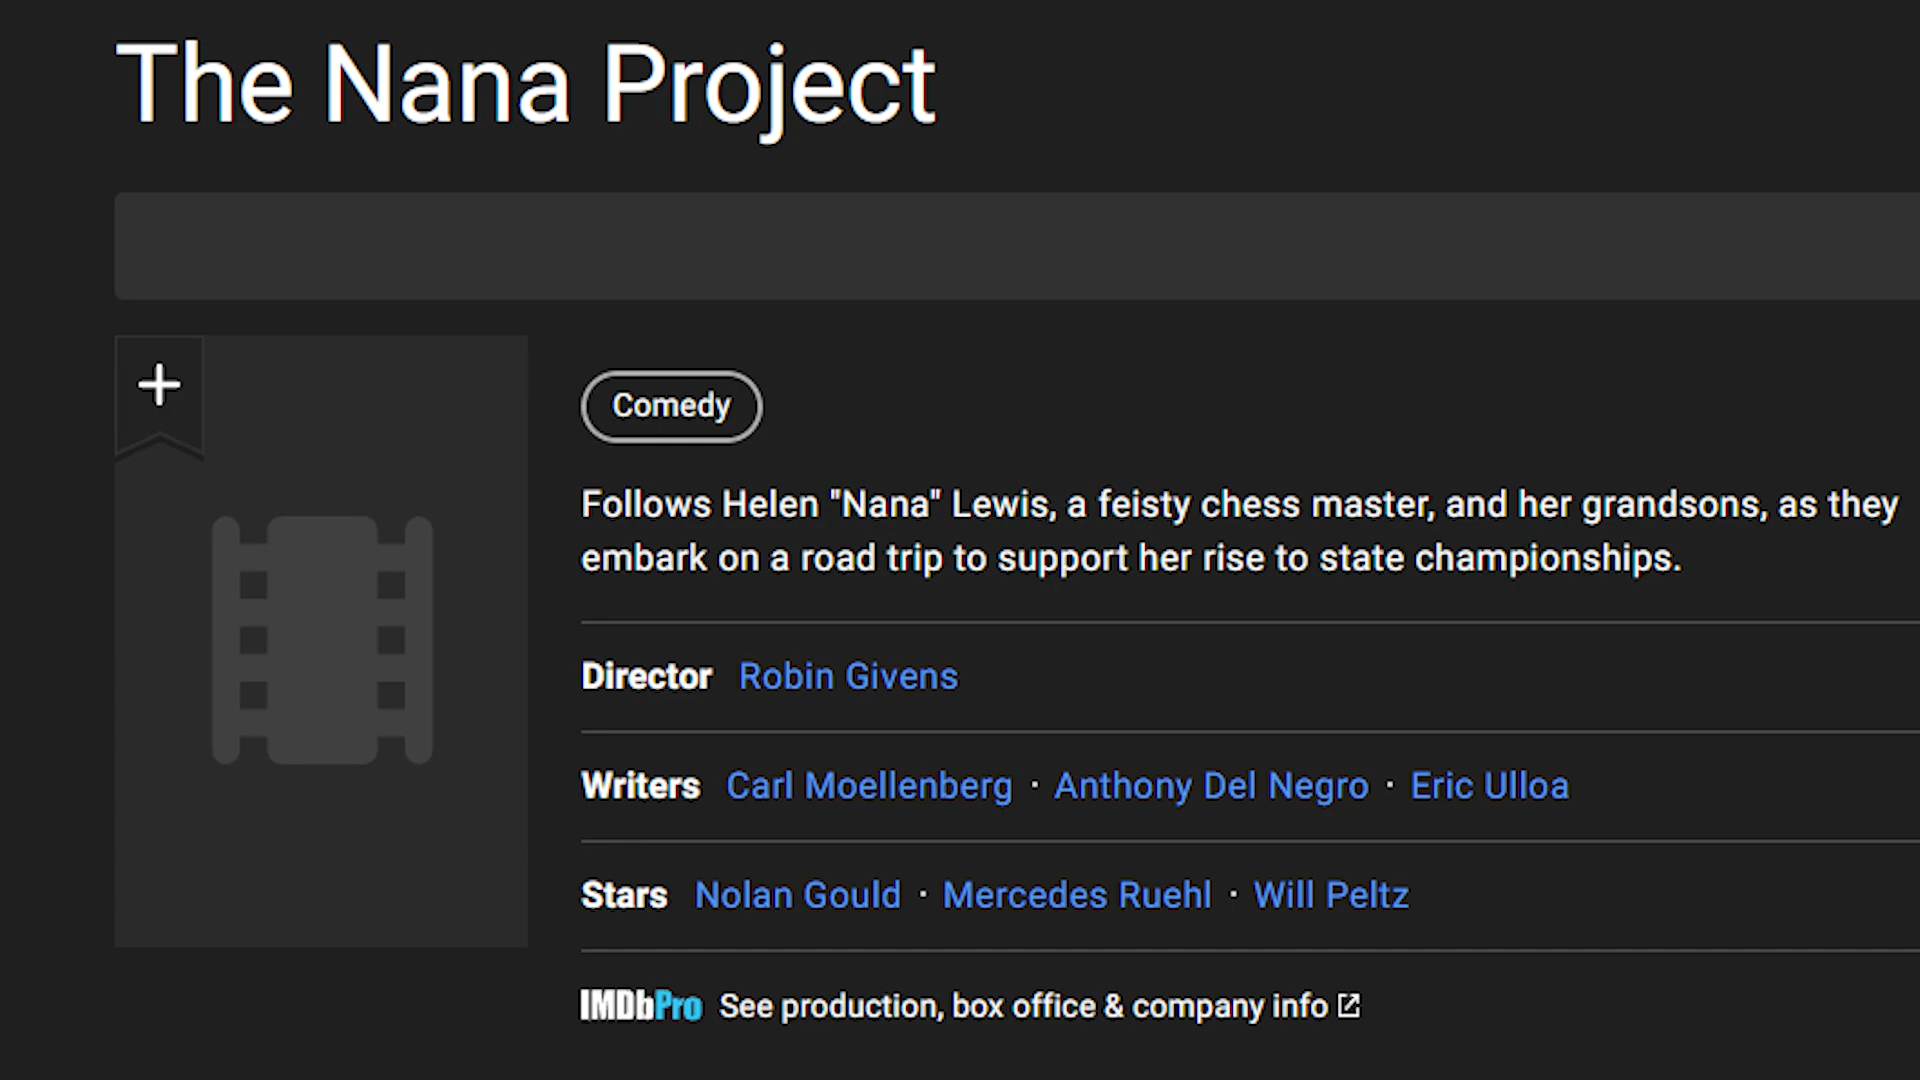 The Nana Project
Comedy
Follows Helen "Nana" Lewis, a feisty chess master, and her grandsons, as they
embark on a road trip to support her rise to state championships.
Director Robin Givens
Writers Carl Moellenberg · Anthony Del Negro · Eric Ulloa
Stars Nolan Gould · Mercedes Ruehl · Will Peltz
IMDbPro See production, box office & company info